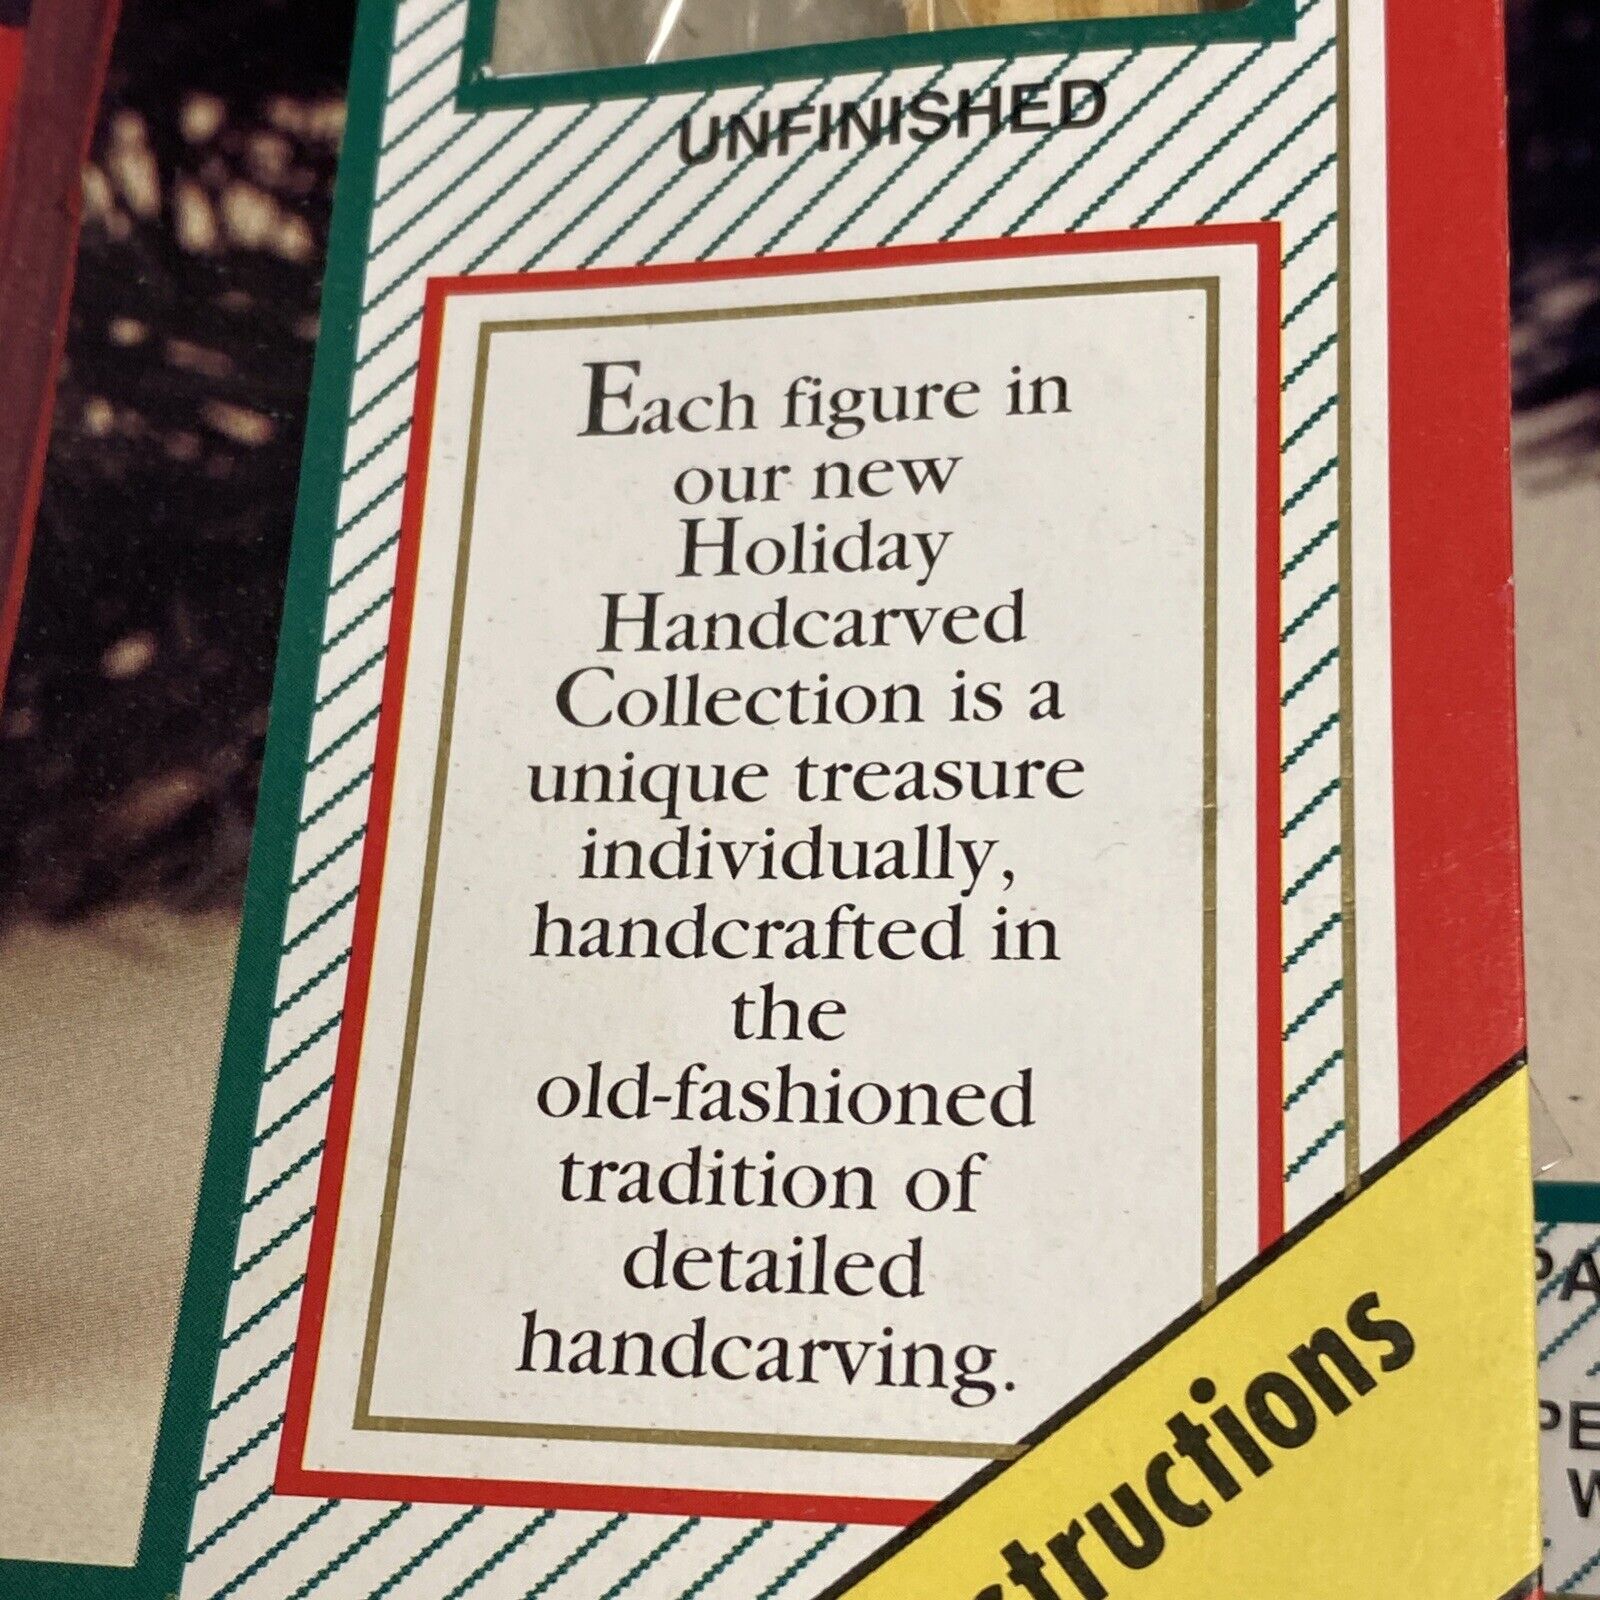 UNFINISHED
Each figure in
our new
Holiday
Handcarved
Collection is a
unique treasure
individually,
handcrafted in
the
old-fashioned
tradition of
detailed
handcarving.